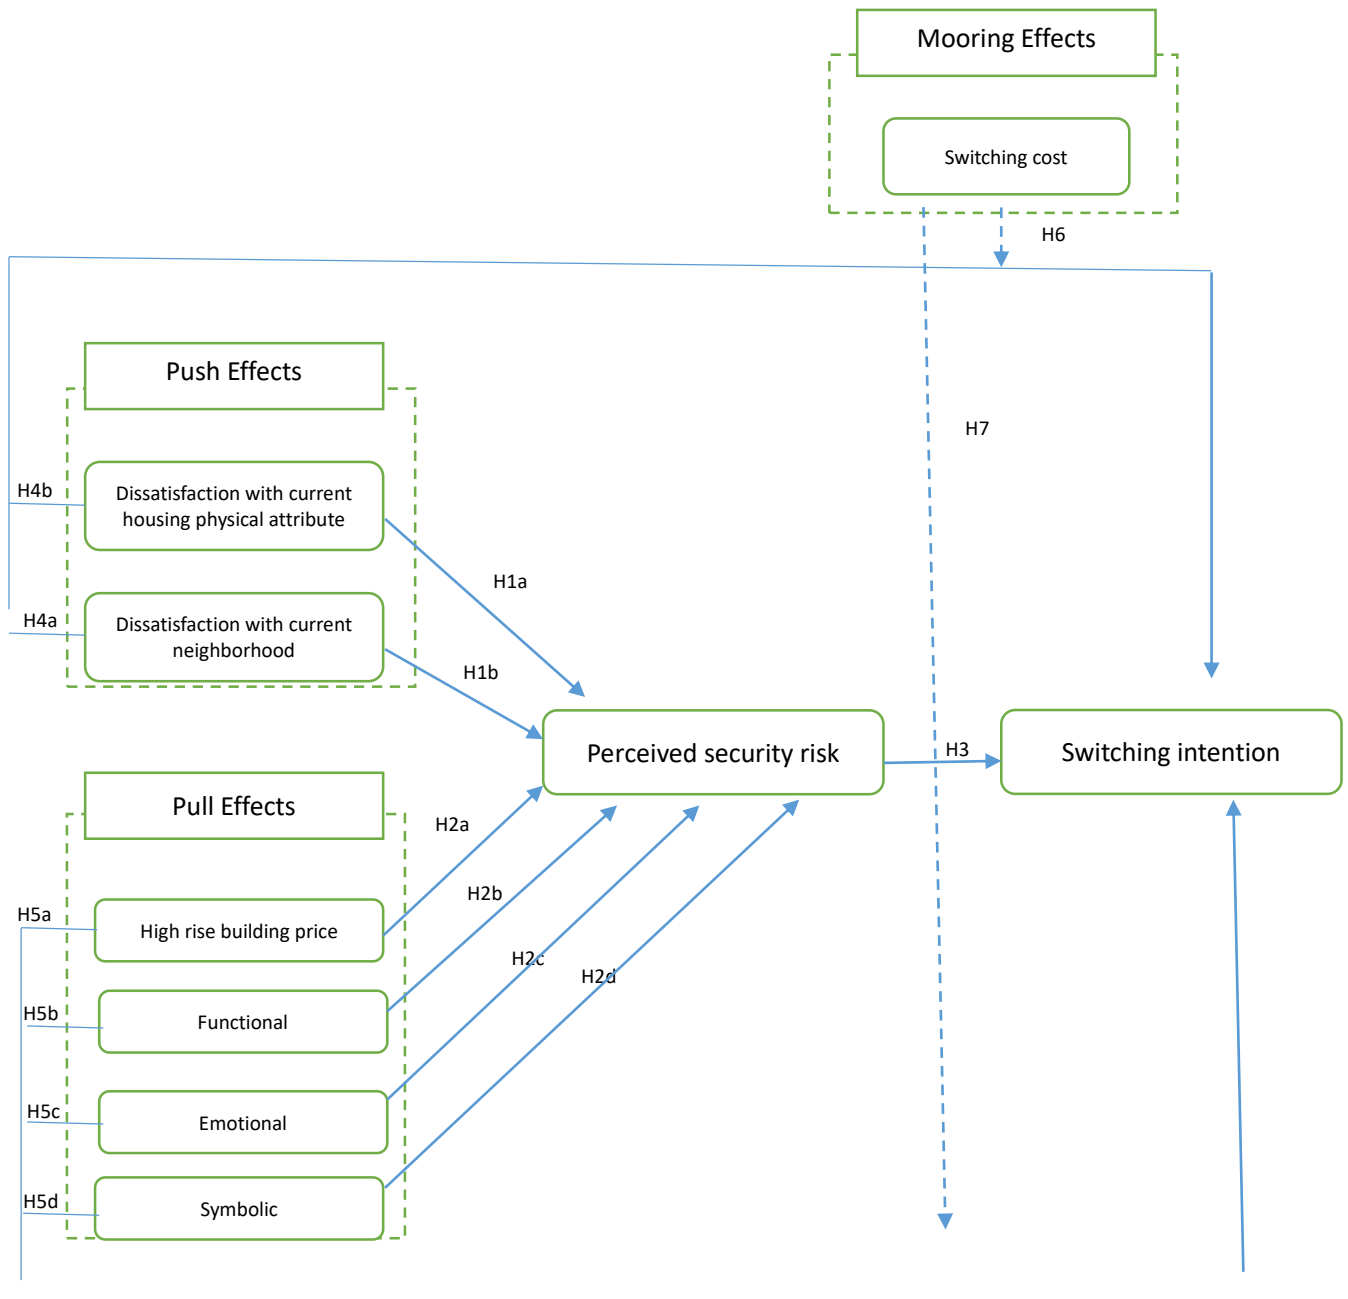 Mooring Effects
Switching cost
H6
Push Effects
H7
H4b
Dissatisfaction with current
housing physical attribute
H1a
H4a
Dissatisfaction with current
neighborhood
H1b
Perceived security risk
H3
Switching intention
Pull Effects
H2a
H2b
H5a
High rise building price
H2c
H2d
H5b
Functional
H5c
Emotional
H5d
Symbolic